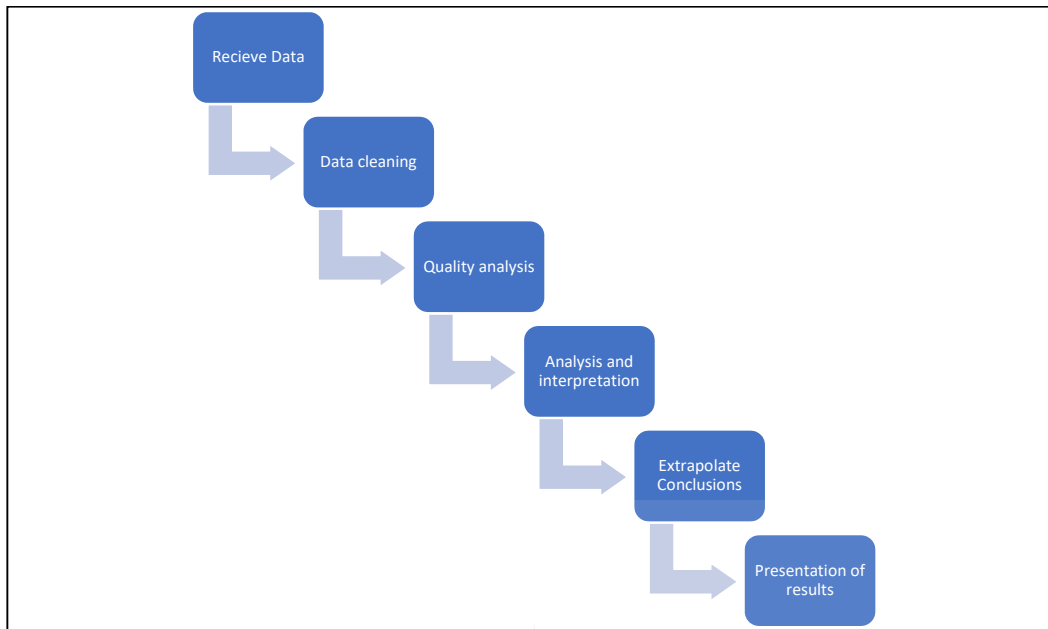 Recieve Data
Data cleaning
Quality analysis
Analysis and
interpretation
Extrapolate
Conclusions
Presentation of
results